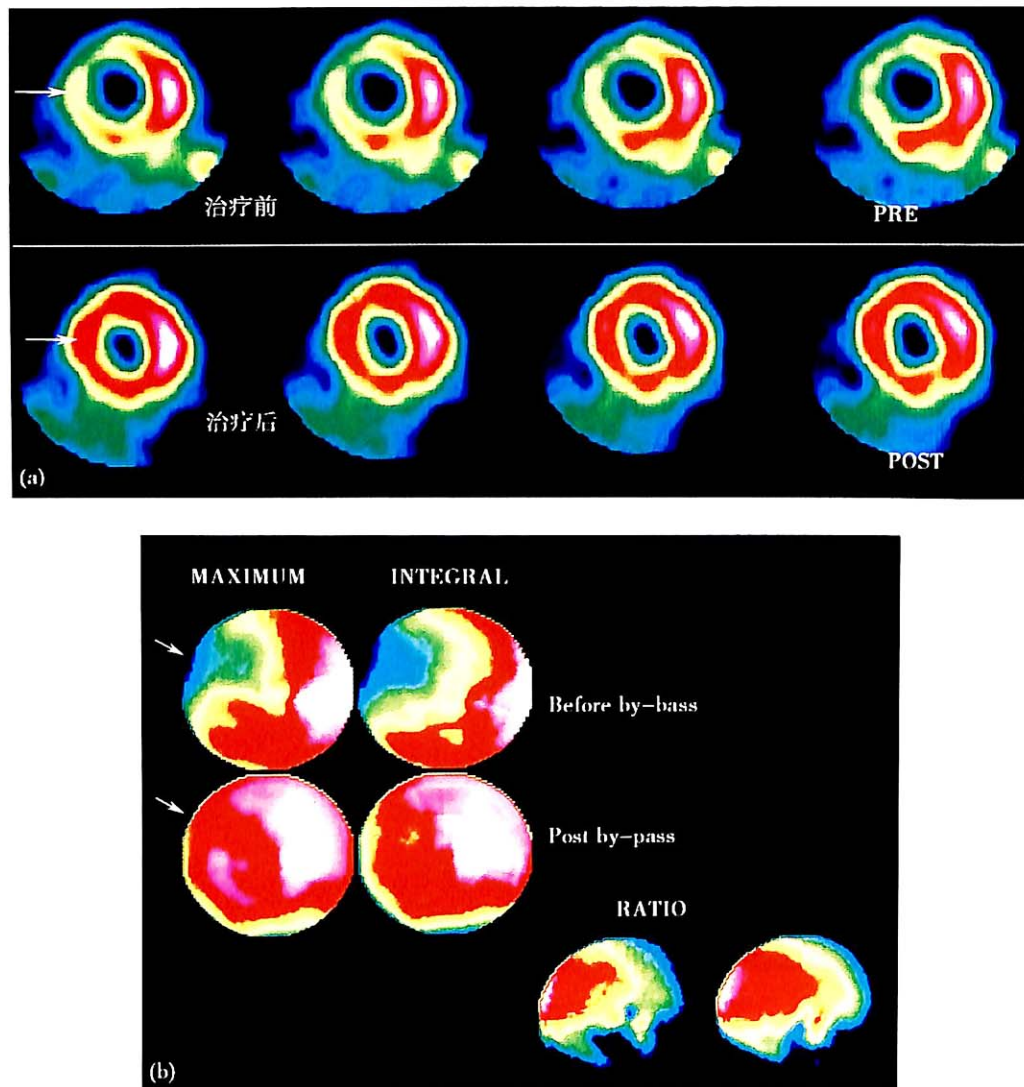 治疗前
PRE
治疗后
POST
(a)
MAXIMUM INTEGRAL
Before by-bass
Post by-pass
RATIO
(b)